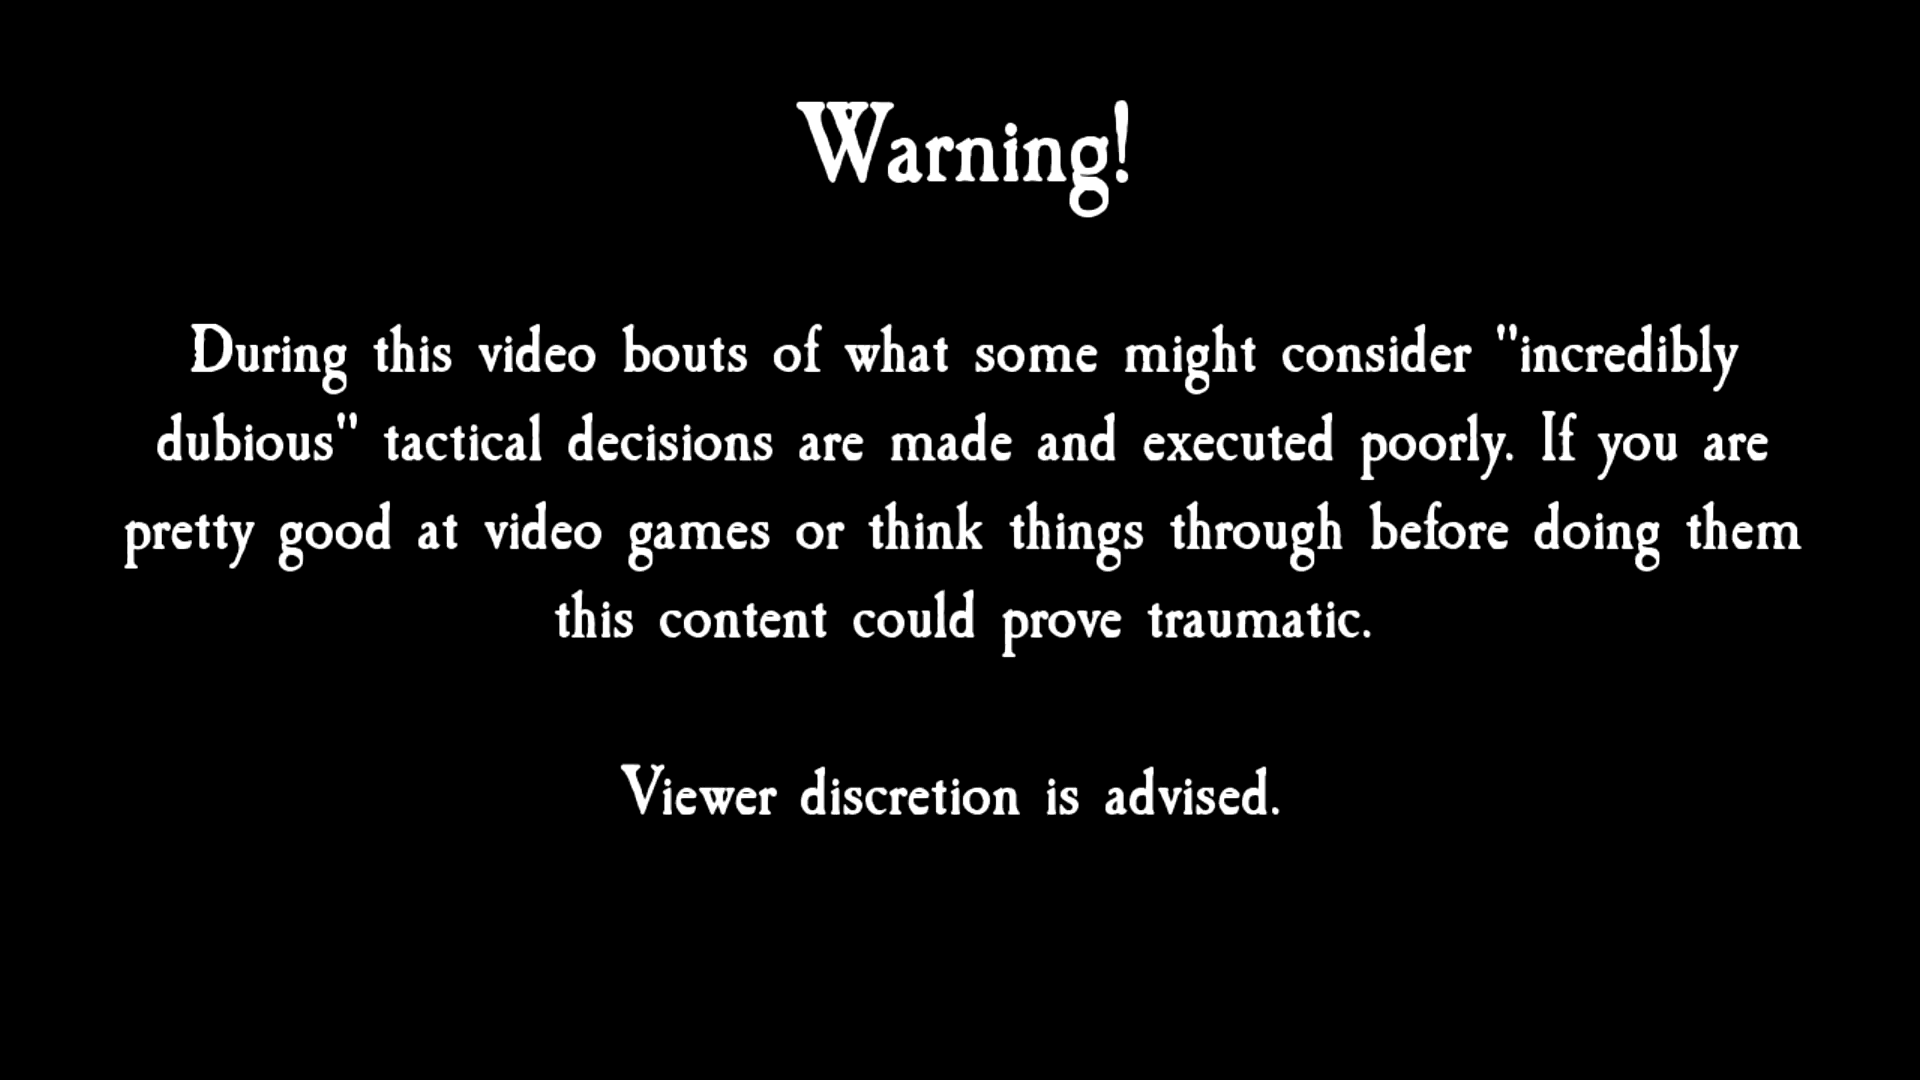 Warning!
During this video bouts of what some might consider "incredibly
dubious" tactical decisions are made and executed poorly. If you are
pretty good at video games or think things through before doing them
this content could prove traumatic.
Viewer discretion is advised.